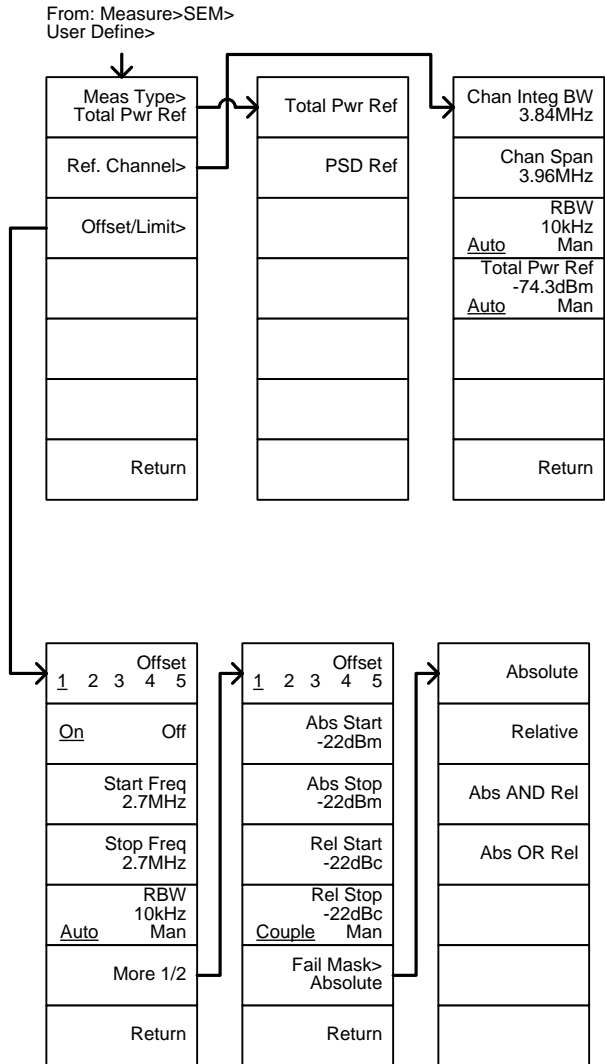 From: Measure>SEM>
User Define>
Meas Type>
Total Pwr Ref
Ref. Channel>
Offset/Limit>
Return
Total Pwr Ref
PSD Ref
Chan Integ BW
3.84MHz
Chan Span
3.96MHz
RBW
10kHz
Auto Man
Total Pwr Ref
-74.3dBm
Auto Man
Return
Offset
1 2 3 4 5
On Off
Start Freq
2.7MHz
Stop Freq
2.7MHz
RBW
10kHz
Auto Man
More 1/2
Return
Offset
1 2 3 4 5
Abs Start
-22dBm
Abs Stop
-22dBm
Rel Start
-22dBc
Rel Stop
-22dBc
Couple Man
Fail Mask>
Absolute
Return
Absolute
Relative
Abs AND Rel
Abs OR Rel